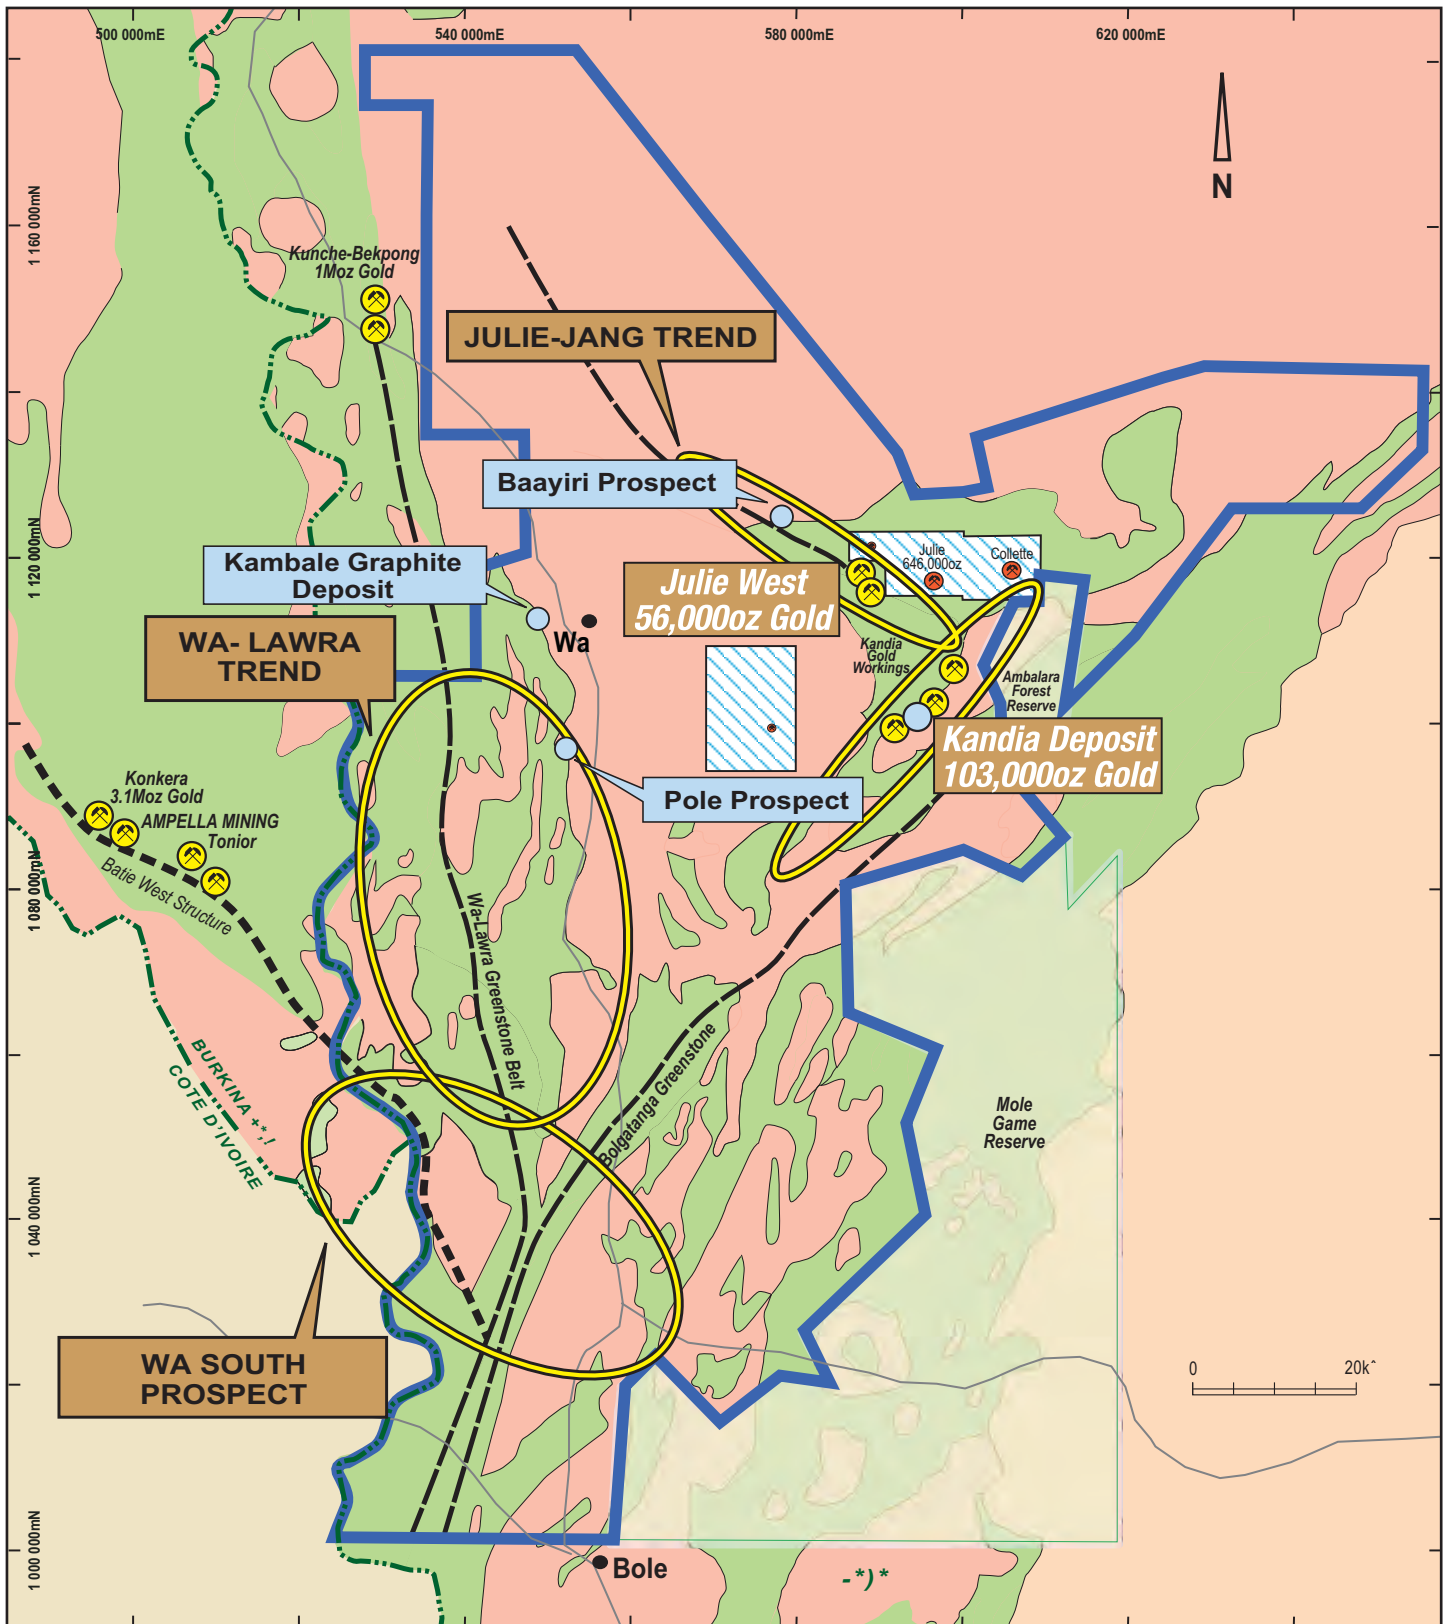 500 000mE
540 000mE
580 000mE
620 000mE
1 160 000mN
N
Kunche-Bekpong
1Moz Gold
JULIE-JANG TREND
Baayiri Prospect
1 120 000mN
Kambale Graphite
Deposit
Julie
646,000oz
Collette
Julie West
56,000oz Gold
WA- LAWRA
TREND
Wa
Kandia
Gold
Workings
Ambalara
Forest
Reserve
Kandia Deposit
103,000oz Gold
Konkera
3.1Moz Gold
AMPELLA MINING
Tonior
Pole Prospect
Batie West Structure
1 080 000mN
Wa-Lawra Greenstone Belt
Bolgatanga Greenstone
BURKINA +*,!
COTE D'IVOIRE
Mole
Game
Reserve
1 040 000mN
WA SOUTH
PROSPECT
0
20kˆ
1 000 000mN
Bole
-*)*